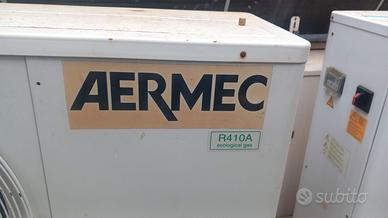 AERMEC
R410A
ecological gas
subito